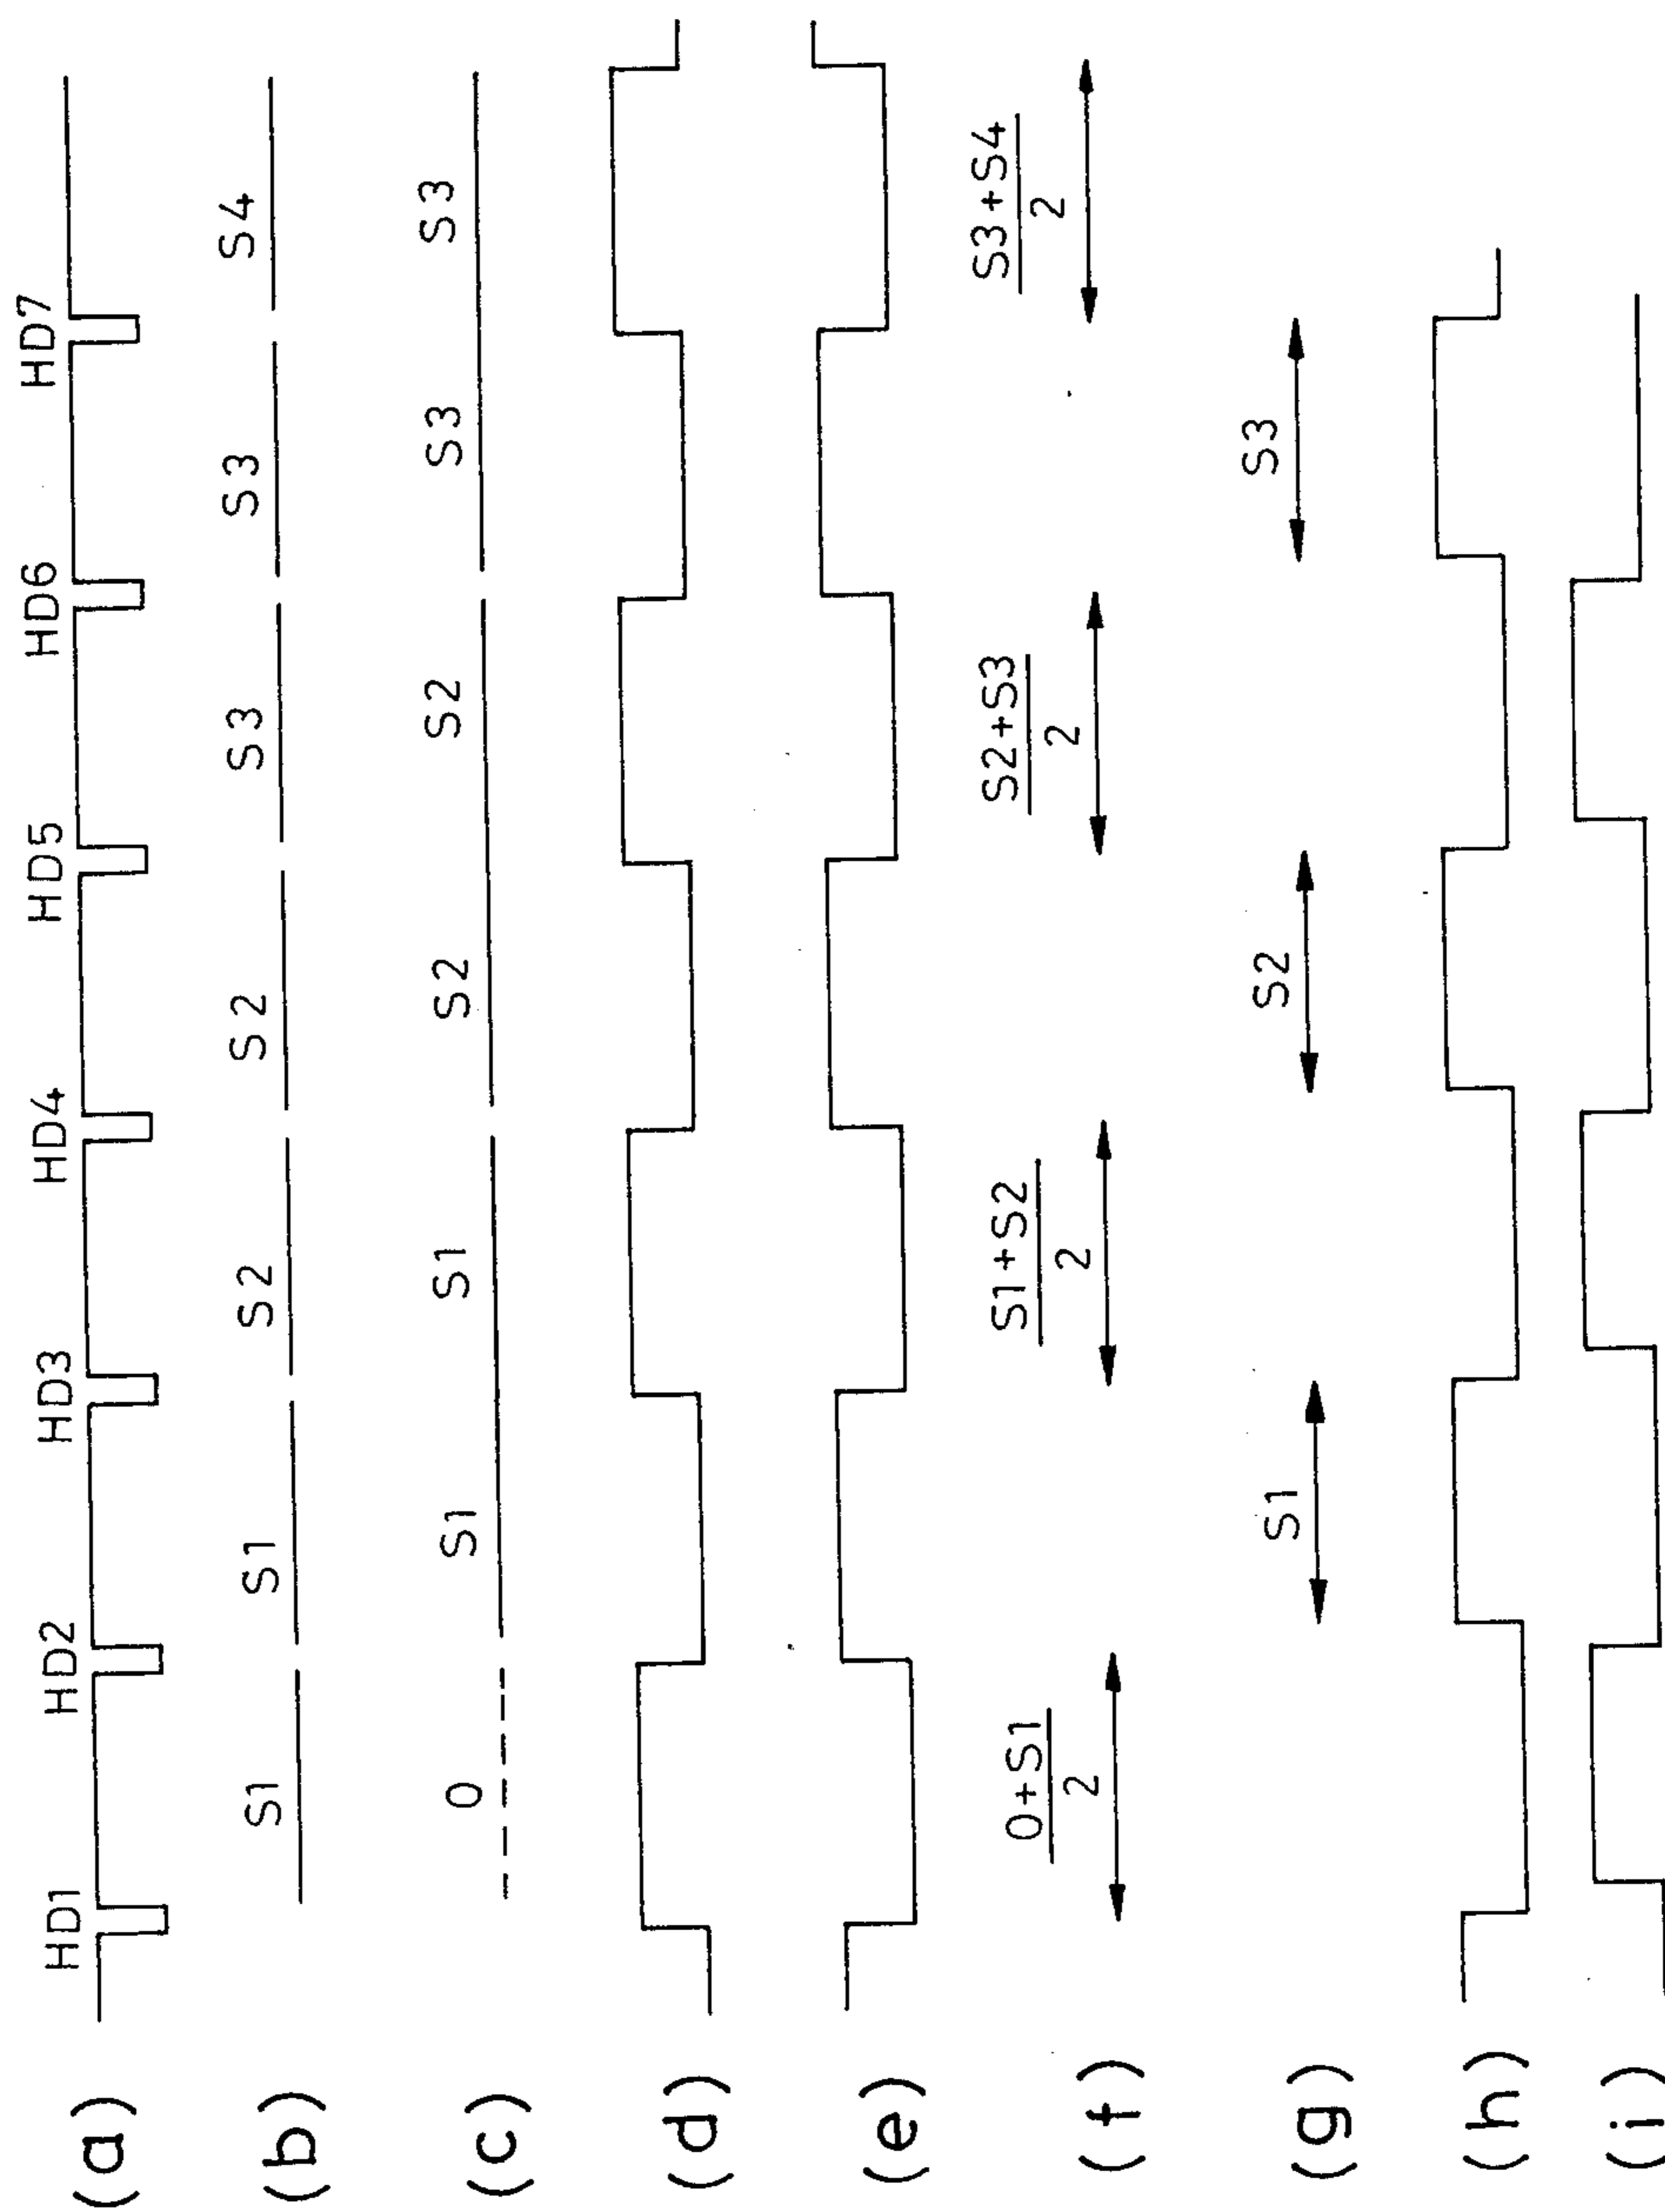 (a) HD1 HD2 HD3 HD4 HD5 HD6 HD7
(b) S1 S1 S2 S2 S3 S3 S4
(c) 0 S1 S1 S2 S2 S3 S3
(d)
(e)
(f) 0+S1 S1+S2 S2+S3 S3+S4
2 2 2 2
(g) S1 S2 S3
(h)
(i)